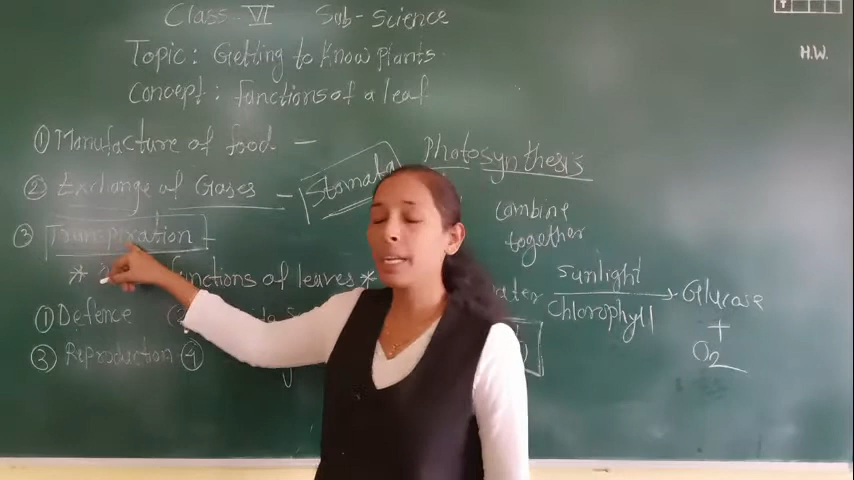 Class - VI Sub - Science
Topic: Getting to Know Plants.
Concept: functions of a leaf
H.W.
① Manufacture of food -
② Exchange of Gases - Stomata
③ Transpiration -
* functions of leaves *
① Defence
③ Reproduction ④
Photosynthesis
combine
together
Sunlight
Chlorophyll → Glucose
+
O2